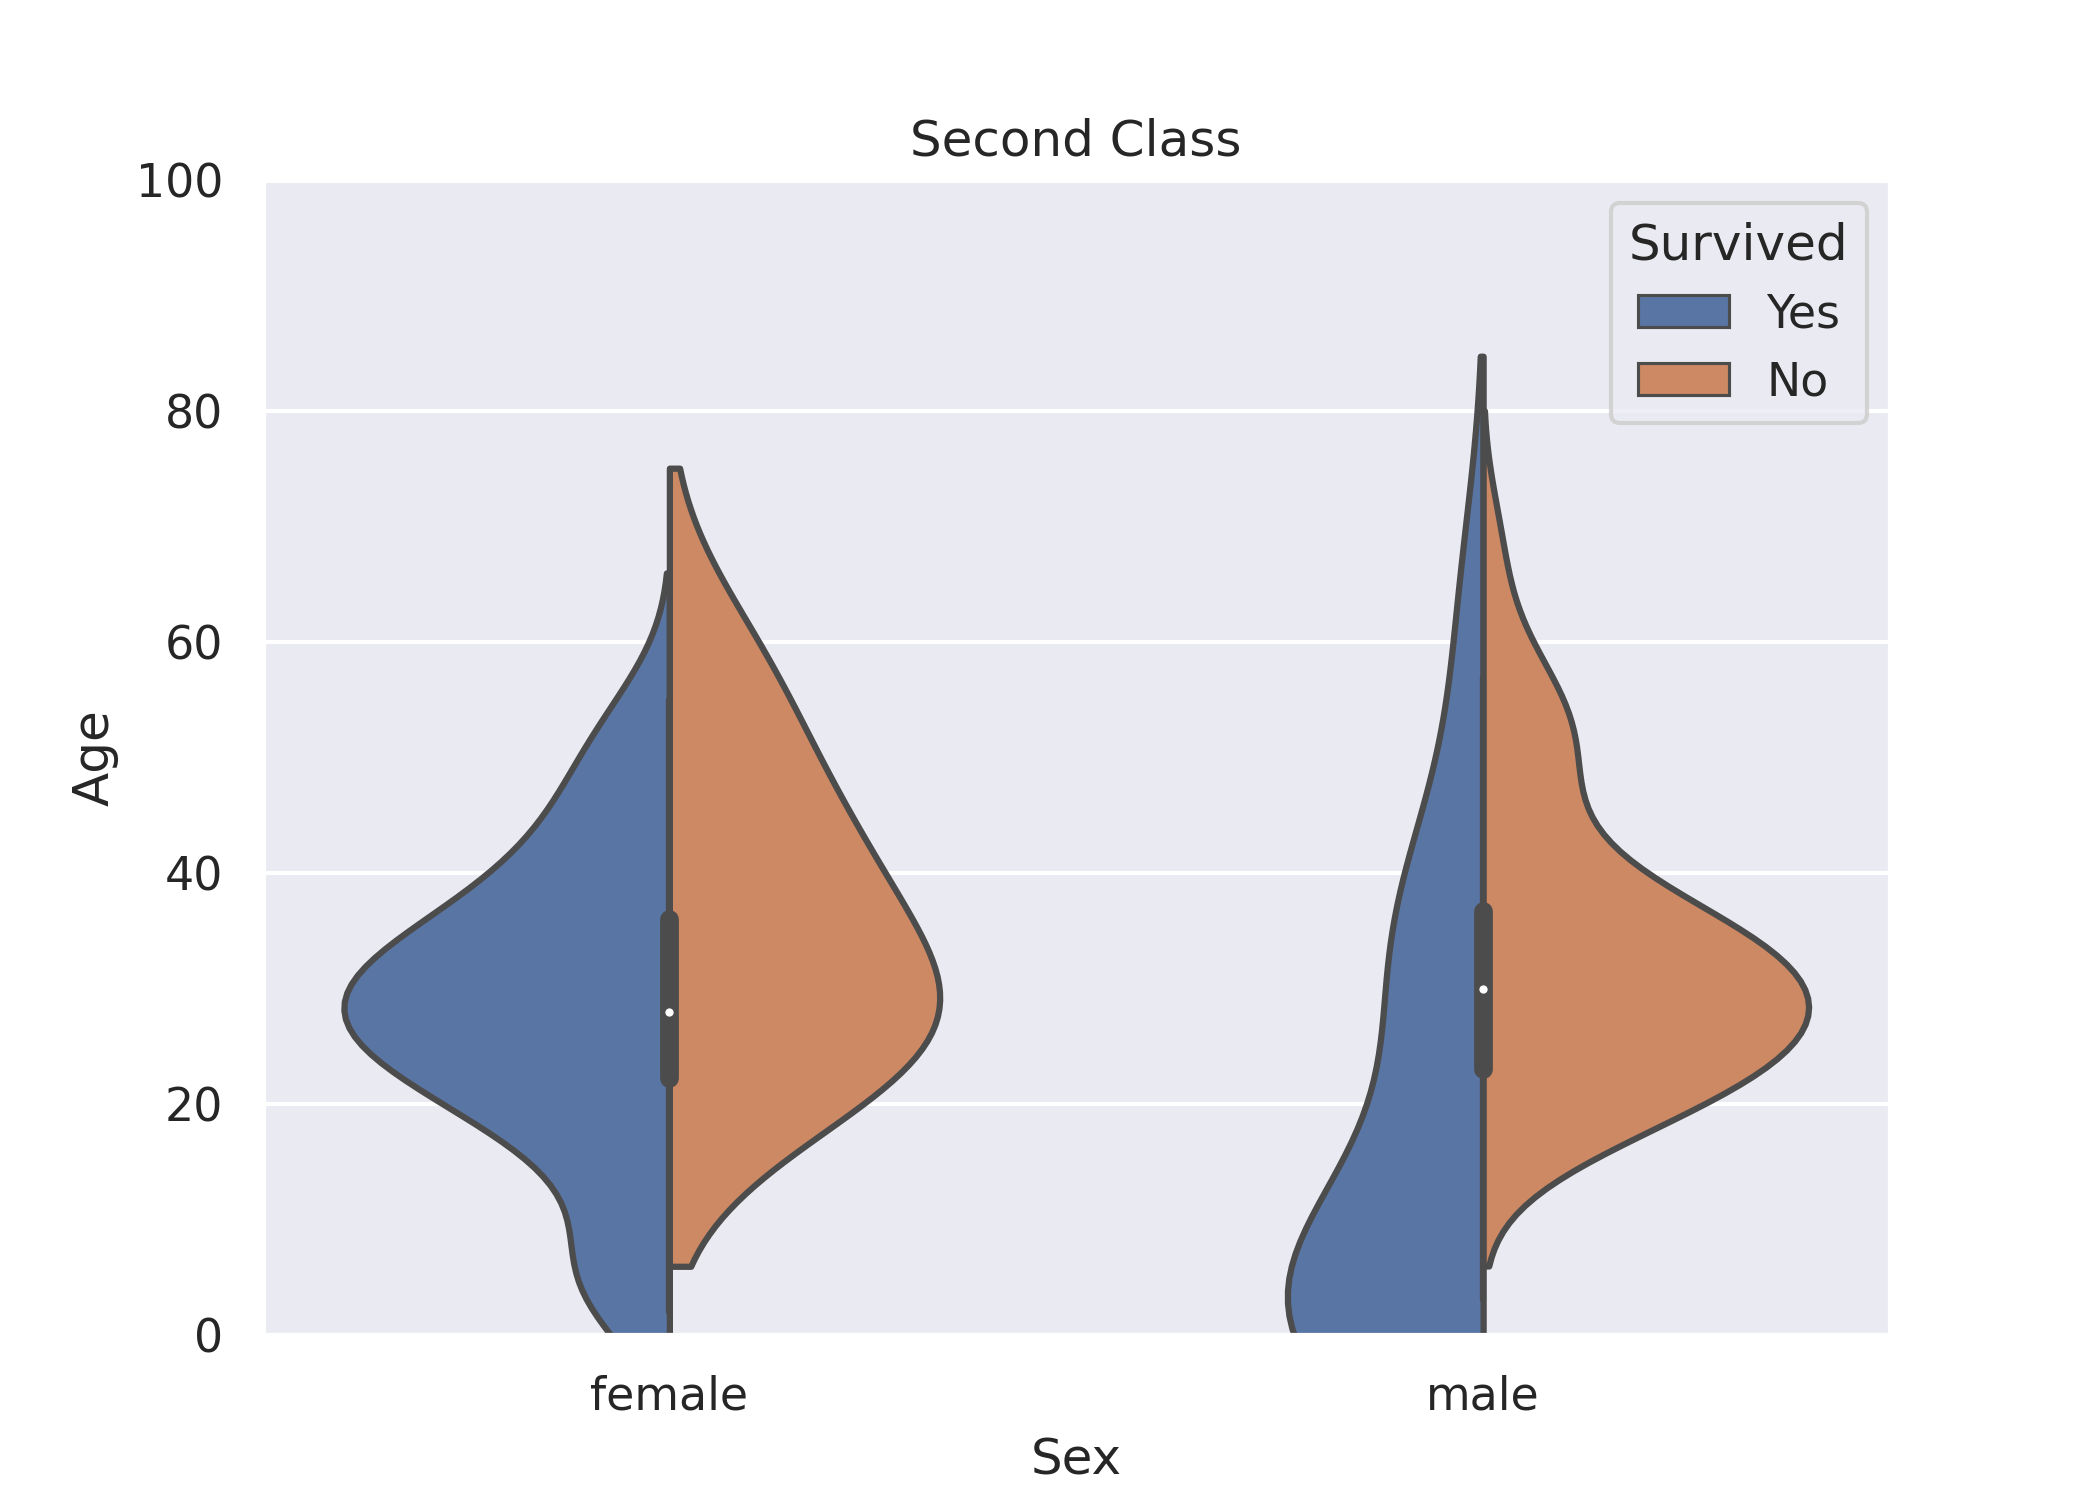 Second Class
100
80
60
40
20
0
Age
Survived
Yes
No
female
male
Sex